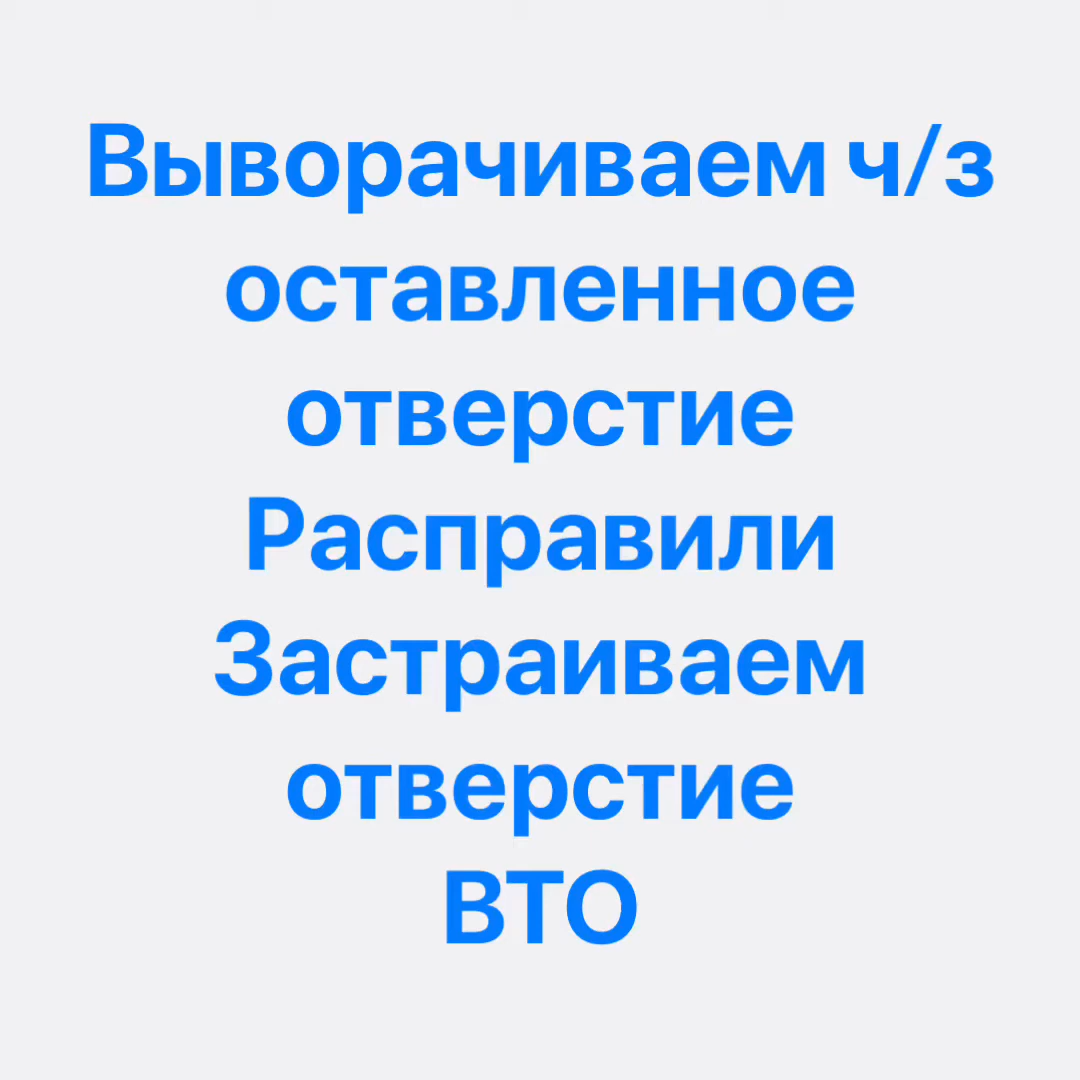 Выворачиваем ч/з
оставленное
отверстие
Расправили
Застраиваем
отверстие
ВТО